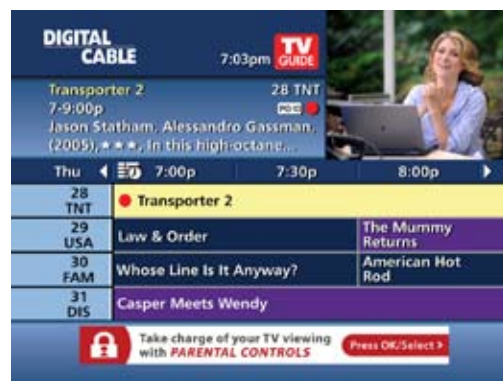 DIGITAL
CABLE
7:03pm
TV
GUIDE
Transporter 2
28 TNT
7-9:00p
Jason Statham, Alessandro Gassman,
(2005),★★★, In this high-octane...
Thu
7:00p
7:30p
8:00p
28
TNT
Transporter 2
29
USA
Law & Order
The Mummy
Returns
30
FAM
Whose Line Is It Anyway?
American Hot
Rod
31
DIS
Casper Meets Wendy
Take charge of your TV viewing
with PARENTAL CONTROLS
Press OK/Select >